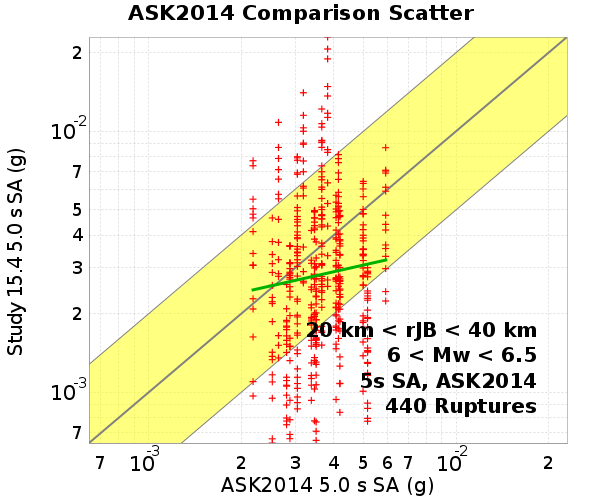 ASK2014 Comparison Scatter
Study 15.4 5.0 s SA (g)
2
10⁻²
7
5
4
3
2
10⁻³
7
20 km < rJB < 40 km
6 < Mw < 6.5
5s SA, ASK2014
440 Ruptures
7 10⁻³ 2 3 4 5 6 7 10⁻² 2
ASK2014 5.0 s SA (g)